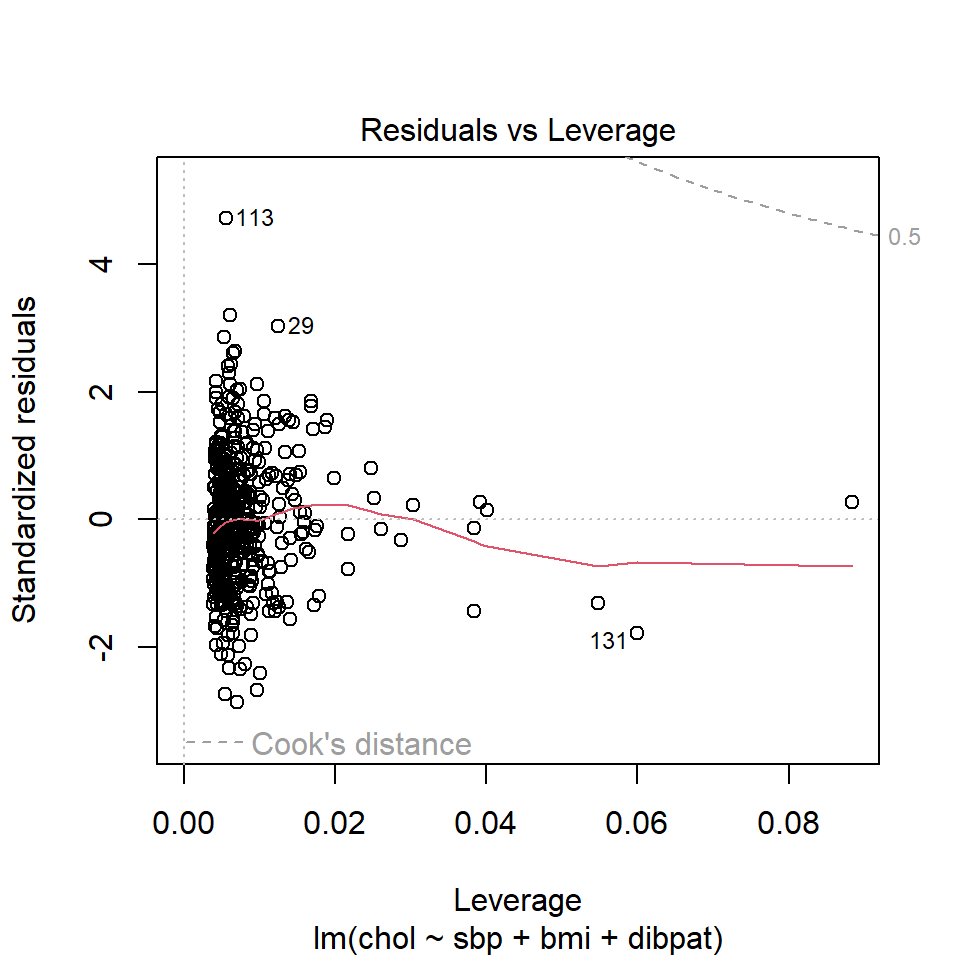 Residuals vs Leverage
Standardized residuals
4
2
0
-2
113
29
131
0.5
Cook's distance
0.00 0.02 0.04 0.06 0.08
Leverage
lm(chol ~ sbp + bmi + dibpat)